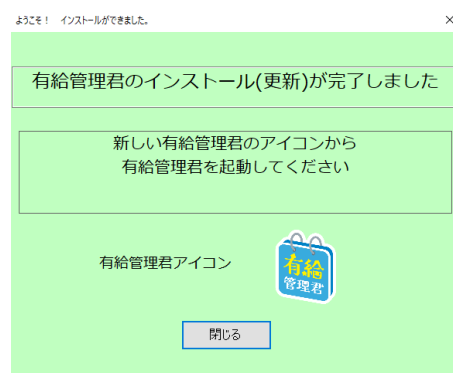 ようこそ！　インストールができました。
有給管理君のインストール(更新)が完了しました
新しい有給管理君のアイコンから
有給管理君を起動してください
有給管理君アイコン
有給
管理君
閉じる